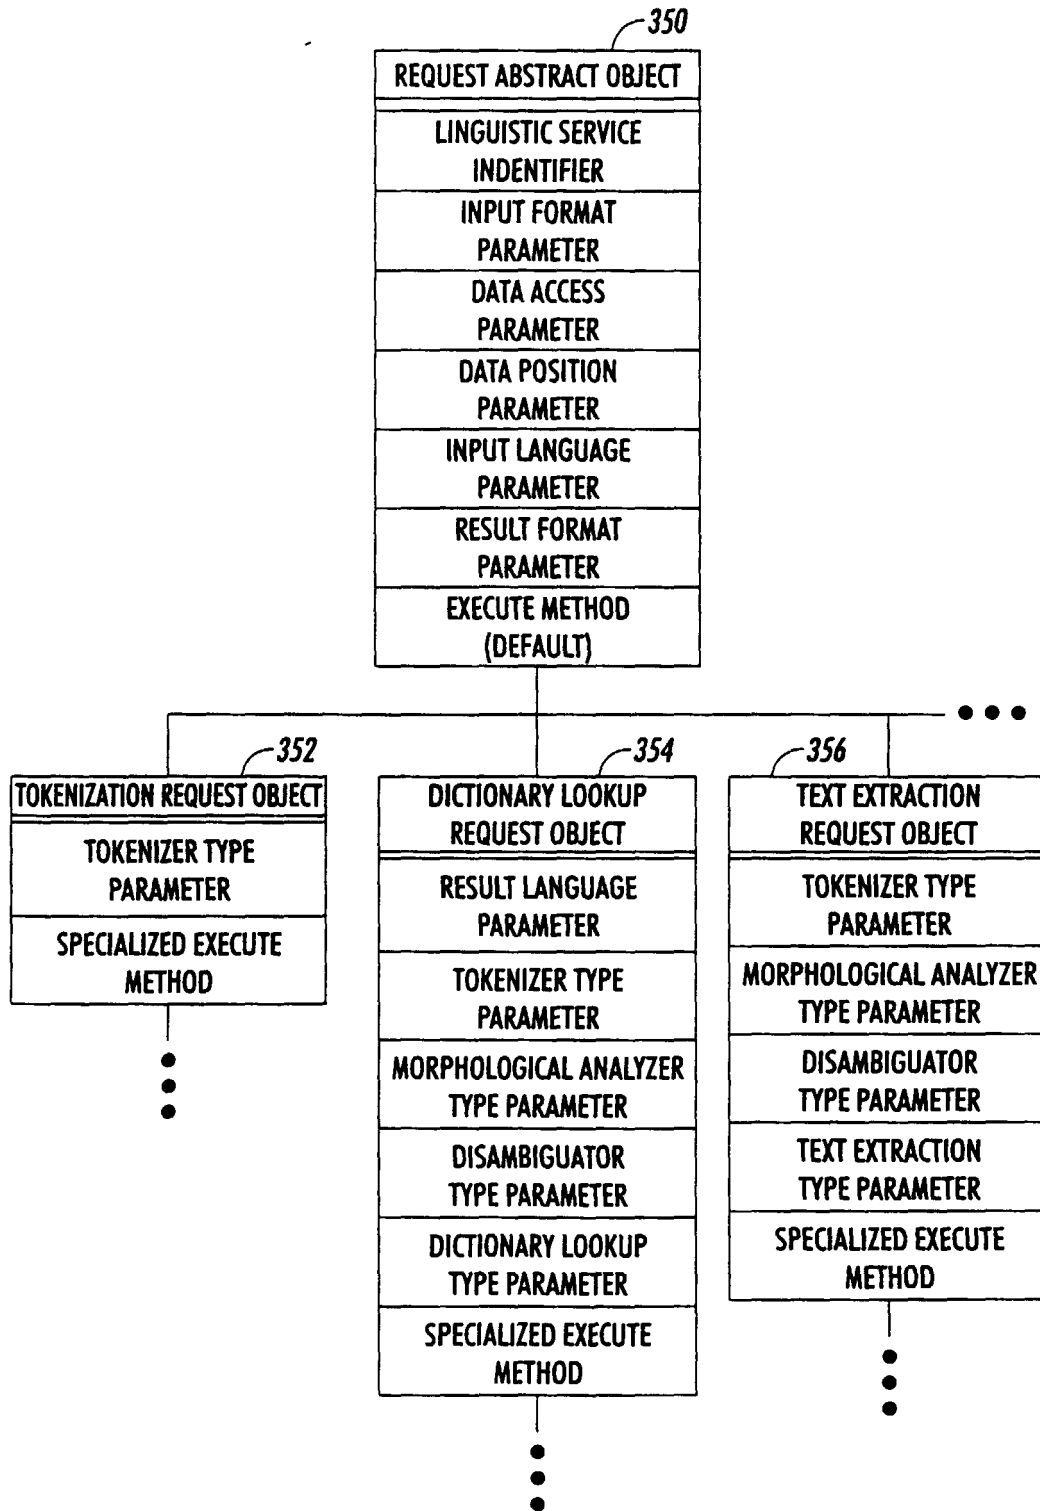 350
REQUEST ABSTRACT OBJECT
LINGUISTIC SERVICE
INDENTIFIER
INPUT FORMAT
PARAMETER
DATA ACCESS
PARAMETER
DATA POSITION
PARAMETER
INPUT LANGUAGE
PARAMETER
RESULT FORMAT
PARAMETER
EXECUTE METHOD
(DEFAULT)
352
TOKENIZATION REQUEST OBJECT
TOKENIZER TYPE
PARAMETER
SPECIALIZED EXECUTE
METHOD
354
DICTIONARY LOOKUP
REQUEST OBJECT
RESULT LANGUAGE
PARAMETER
TOKENIZER TYPE
PARAMETER
MORPHOLOGICAL ANALYZER
TYPE PARAMETER
DISAMBIGUATOR
TYPE PARAMETER
DICTIONARY LOOKUP
TYPE PARAMETER
SPECIALIZED EXECUTE
METHOD
356
TEXT EXTRACTION
REQUEST OBJECT
TOKENIZER TYPE
PARAMETER
MORPHOLOGICAL ANALYZER
TYPE PARAMETER
DISAMBIGUATOR
TYPE PARAMETER
TEXT EXTRACTION
TYPE PARAMETER
SPECIALIZED EXECUTE
METHOD